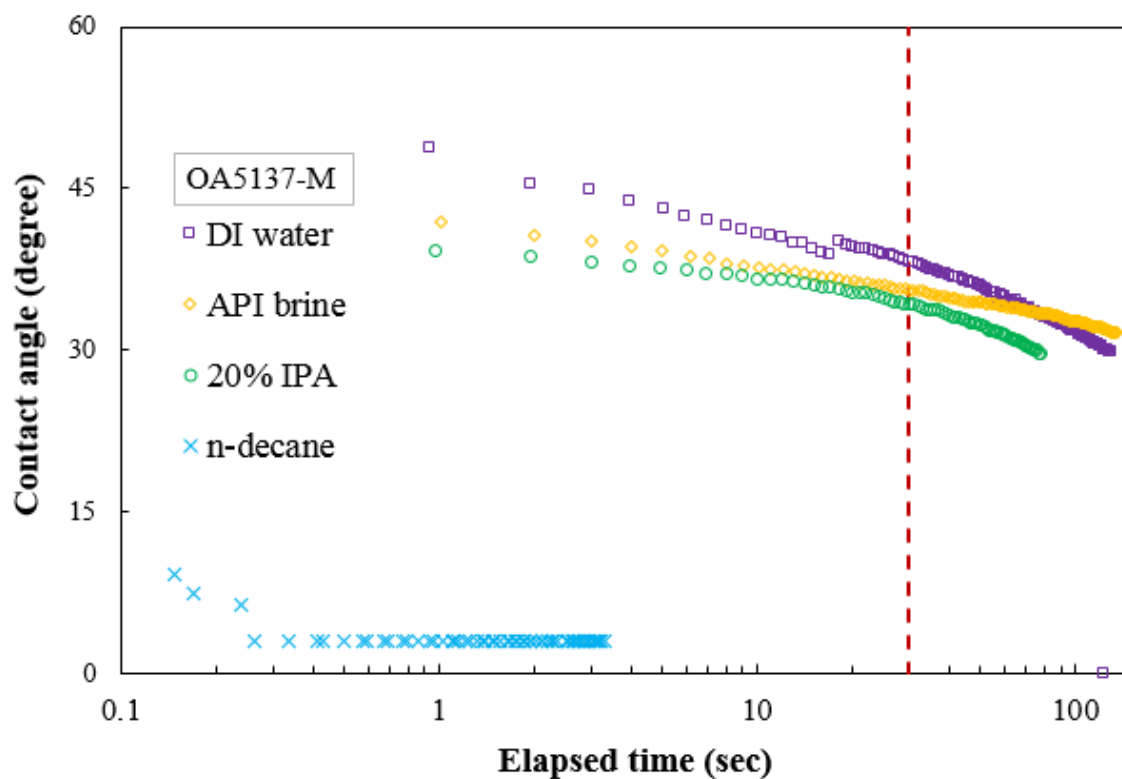 60
45
30
15
0
Contact angle (degree)
OA5137-M
DI water
API brine
20% IPA
n-decane
0.1
1
10
100
Elapsed time (sec)